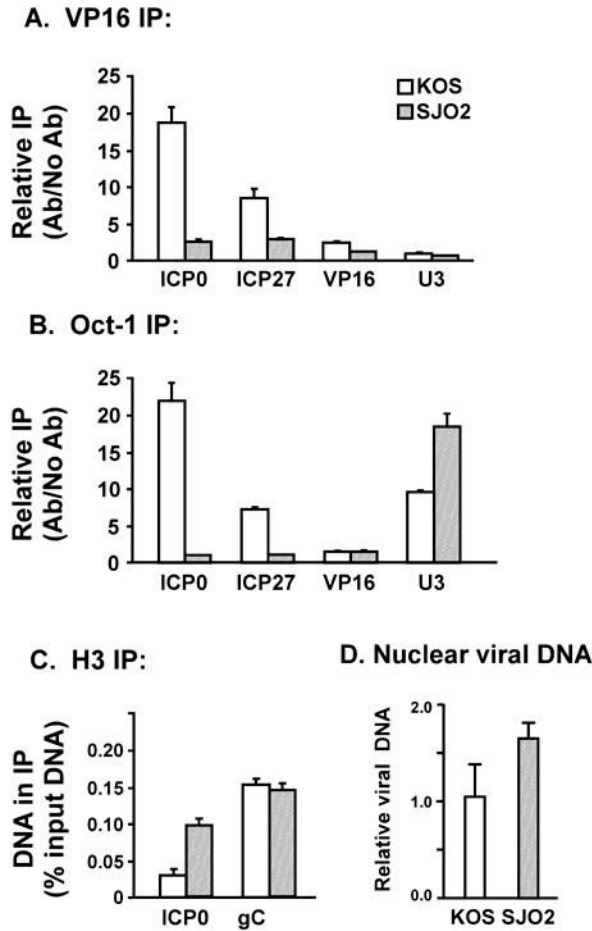 A. VP16 IP:
Relative IP
(Ab/No Ab)
25
20
15
10
5
0
KOS
SJO2
ICP0 ICP27 VP16 U3
B. Oct-1 IP:
Relative IP
(Ab/No Ab)
25
20
15
10
5
0
ICP0 ICP27 VP16 U3
C. H3 IP:
DNA in IP
(% input DNA)
0.20
0.15
0.10
0.05
0
ICP0 gC
D. Nuclear viral DNA
Relative viral DNA
2.0
1.0
0.0
KOS SJO2